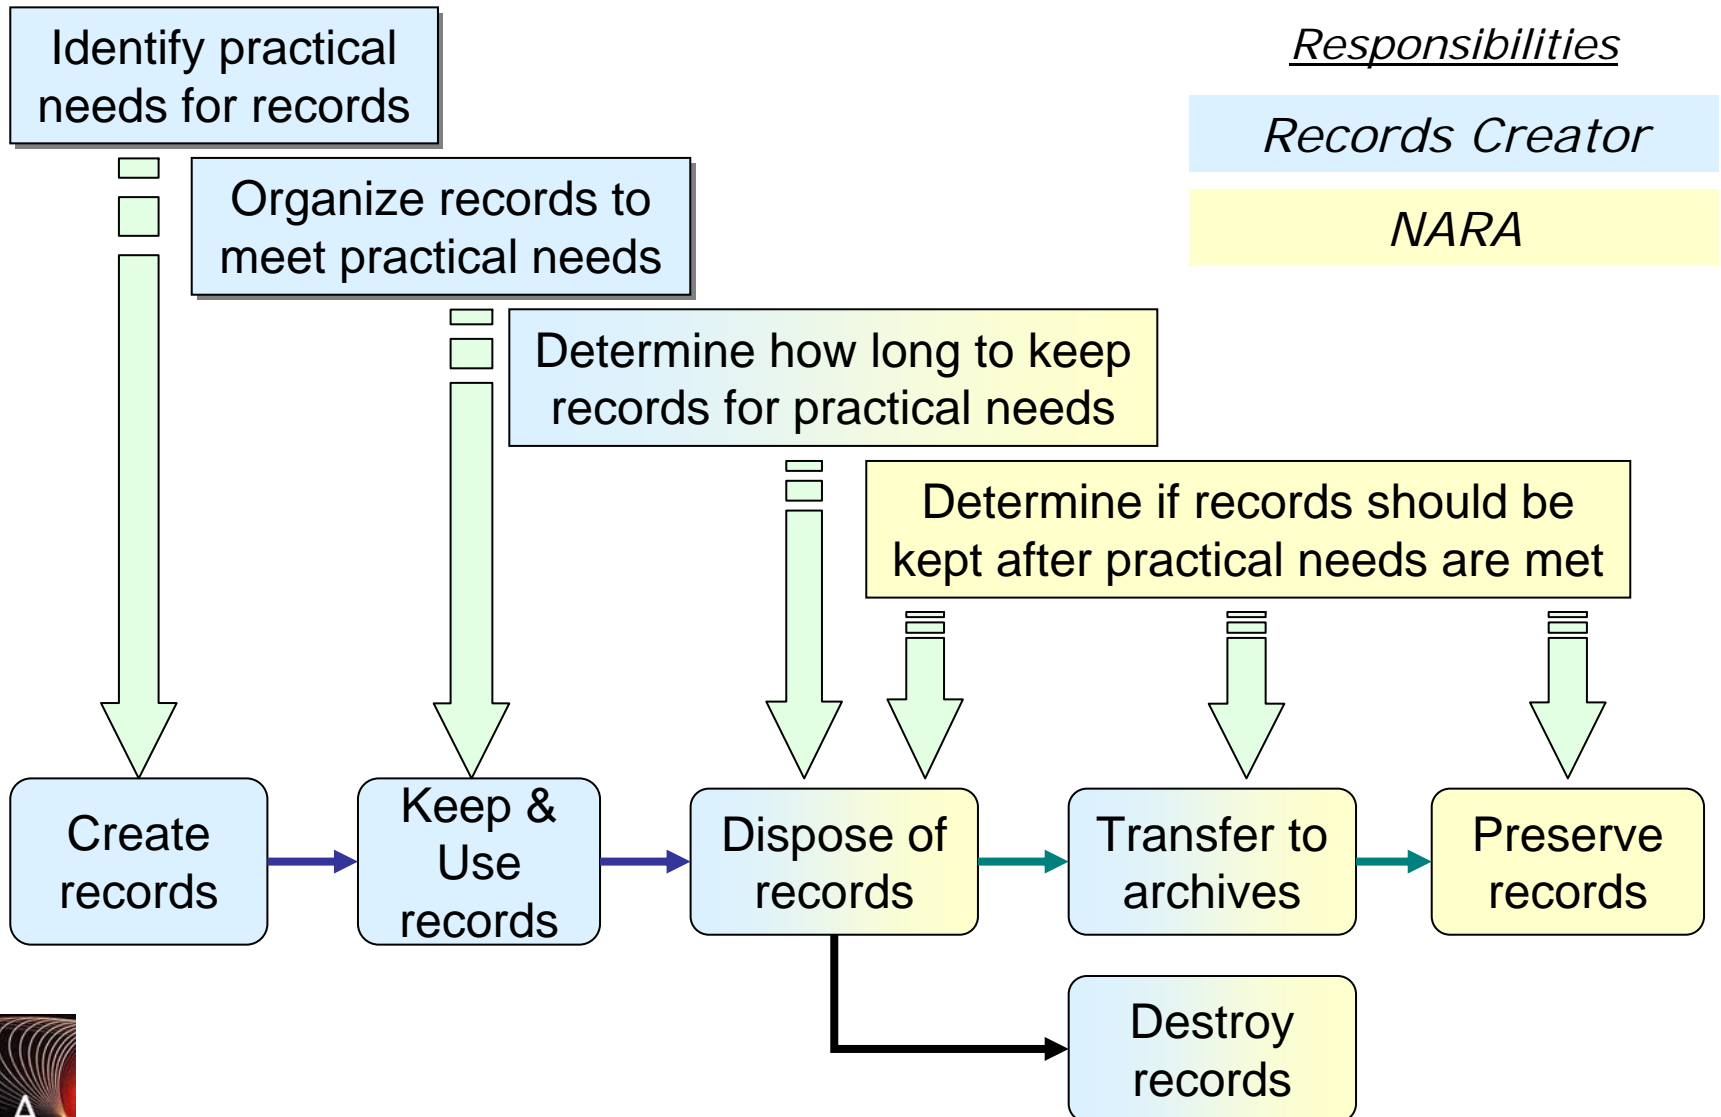 Identify practical
needs for records
Responsibilities
Records Creator
NARA
Organize records to
meet practical needs
Determine how long to keep
records for practical needs
Determine if records should be
kept after practical needs are met
Create
records
Keep &
Use
records
Dispose of
records
Transfer to
archives
Preserve
records
Destroy
records
A